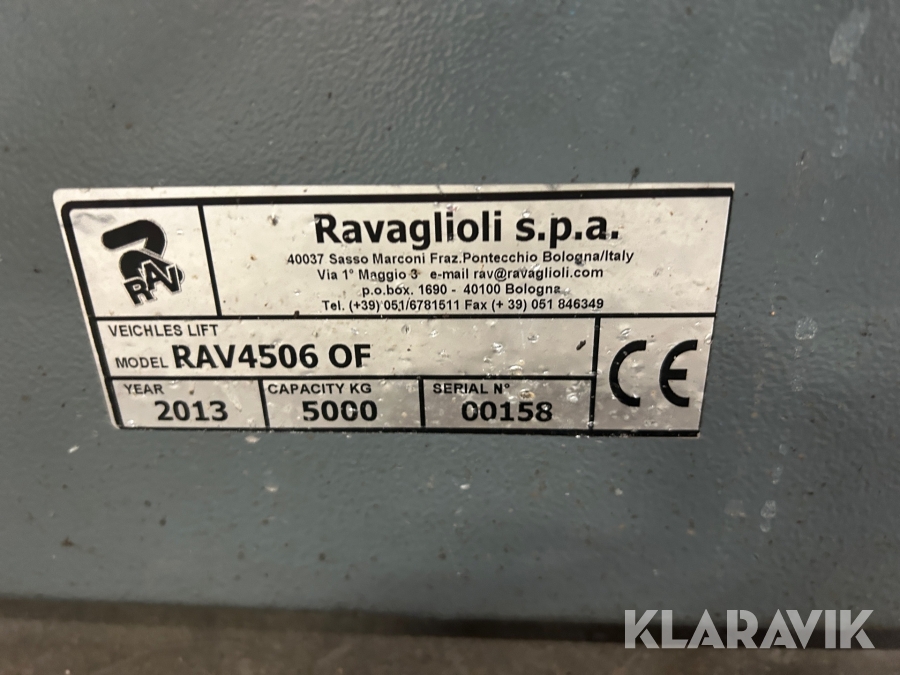 RAV
Ravaglioli s.p.a.
40037 Sasso Marconi Fraz.Pontecchio Bologna/Italy
Via 1° Maggio 3 e-mail rav@ravaglioli.com
p.o.box. 1690 - 40100 Bologna
Tel. (+39) 051/6781511 Fax (+ 39) 051 846349
VEICHLES LIFT
MODEL RAV4506 OF
CE
YEAR CAPACITY KG SERIAL N°
2013 5000 00158
KLARAVIK